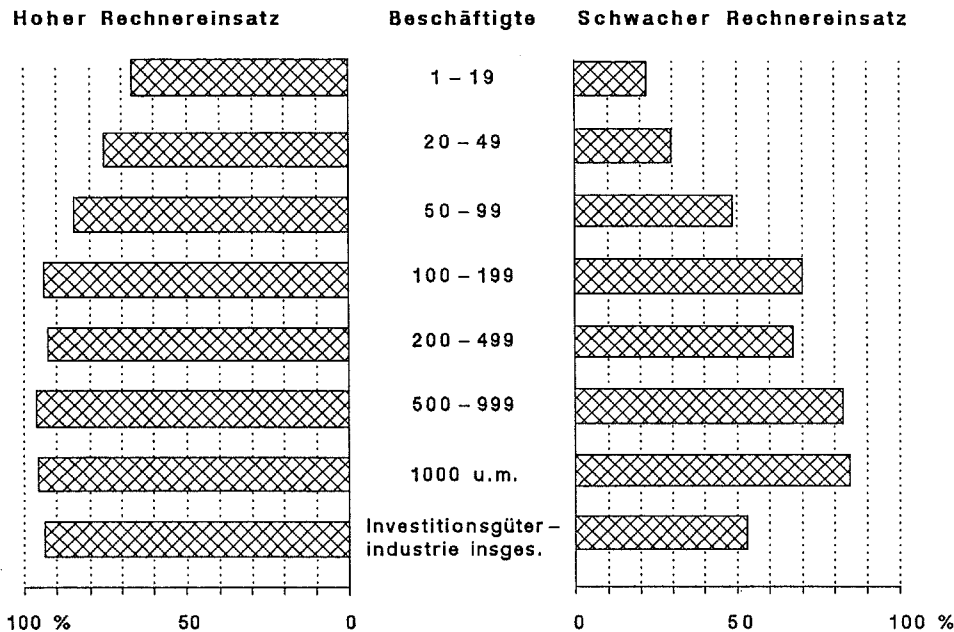 Hoher Rechnereinsatz Beschäftigte Schwacher Rechnereinsatz
1 – 19
20 – 49
50 – 99
100 – 199
200 – 499
500 – 999
1000 u.m.
Investitionsgüter–
industrie insges.
100 % 50 0 0 50 100 %